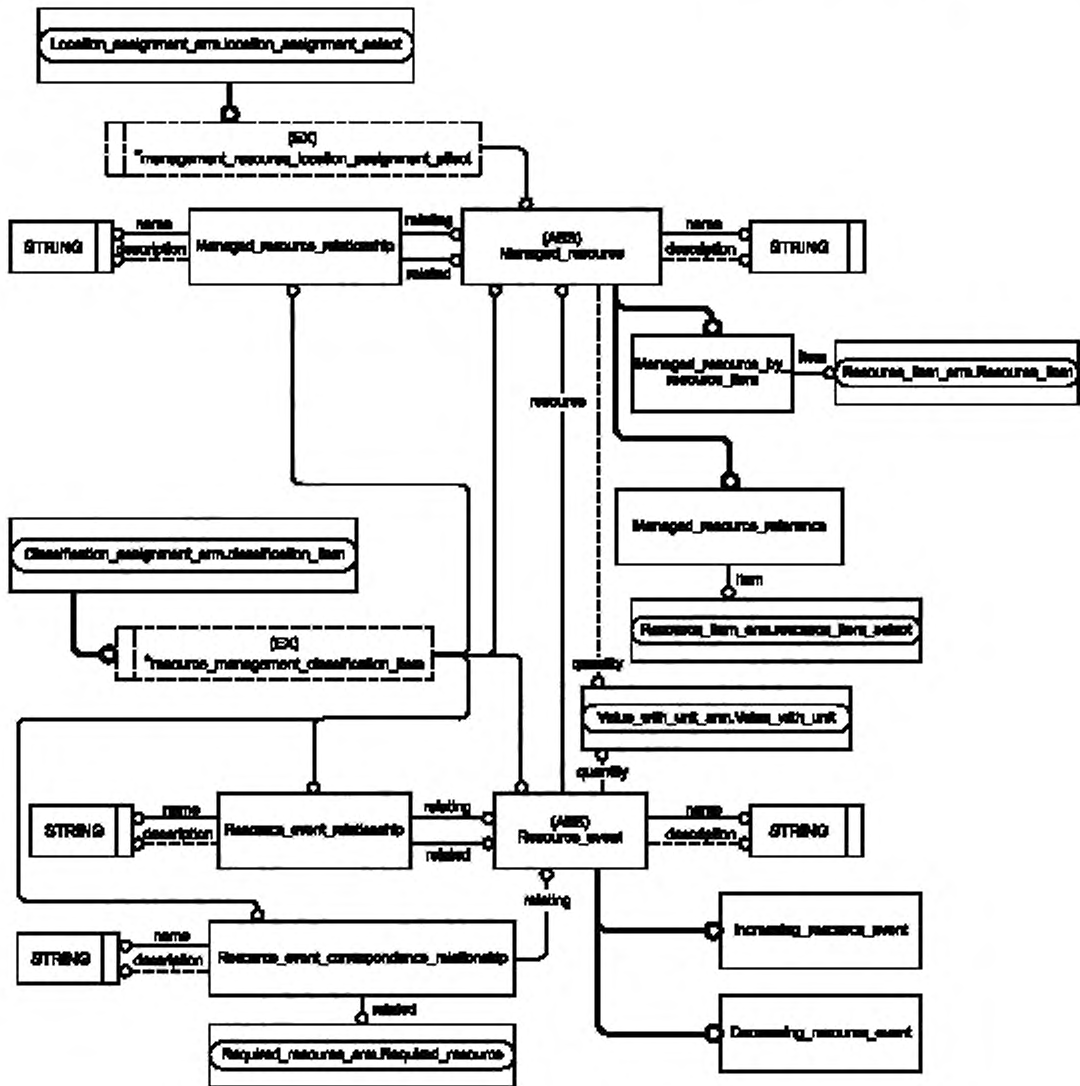 Location_assignment_arm.location_assignment_select
(EX)
*management_resource_location_assignment_select
STRING
name
description
Managed_resource_relationship
relating
related
(ABS)
Managed_resource
name
description
STRING
Managed_resource_by_
resource_item
item
Resource_item_arm.Resource_item
resource
Managed_resource_reference
item
Resource_item_arm.resource_item_select
Classification_assignment_arm.classification_item
(EX)
*resource_management_classification_item
quantity
Value_with_unit_arm.Value_with_unit
quantity
STRING
name
description
Resource_event_relationship
relating
related
(ABS)
Resource_event
name
description
STRING
relating
STRING
name
description
Resource_event_correspondence_relationship
related
Required_resource_arm.Required_resource
Increasing_resource_event
Decreasing_resource_event